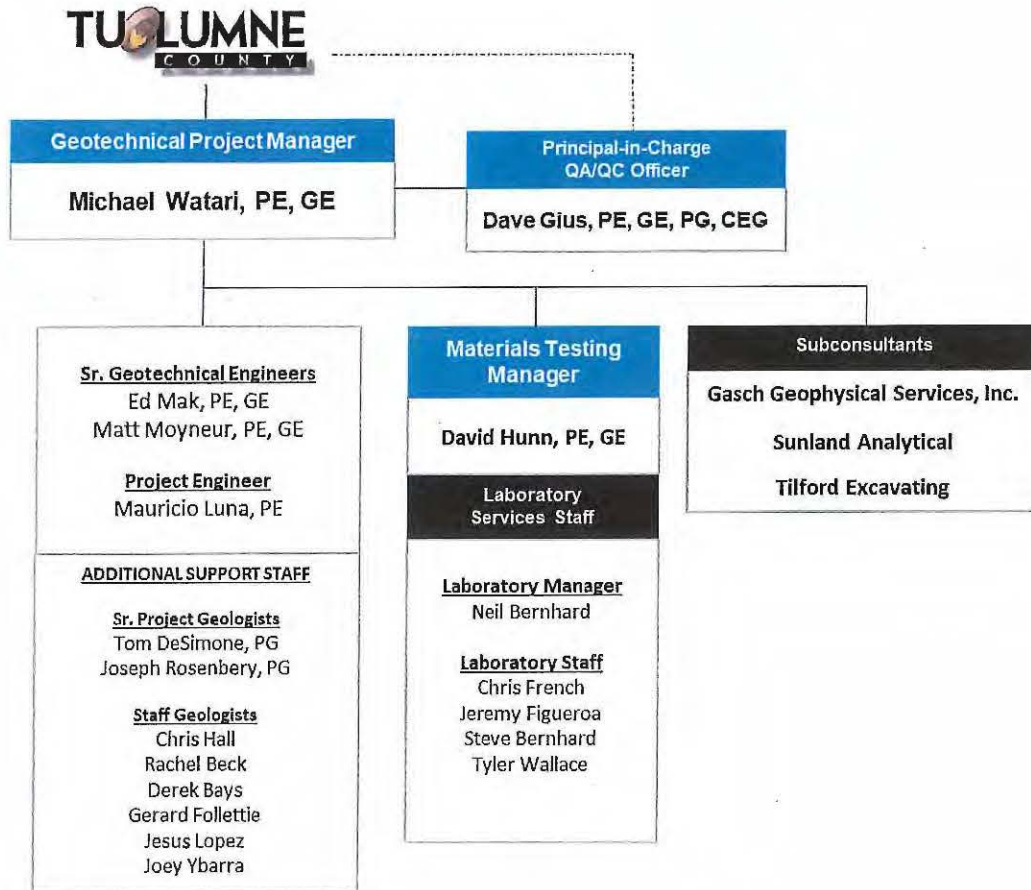 TUOLUMNE
COUNTY
Geotechnical Project Manager
Michael Watari, PE, GE
Principal-in-Charge
QA/QC Officer
Dave Gius, PE, GE, PG, CEG
Sr. Geotechnical Engineers
Ed Mak, PE, GE
Matt Moyneur, PE, GE
Project Engineer
Mauricio Luna, PE
ADDITIONAL SUPPORT STAFF
Sr. Project Geologists
Tom DeSimone, PG
Joseph Rosenbery, PG
Staff Geologists
Chris Hall
Rachel Beck
Derek Bays
Gerard Follettie
Jesus Lopez
Joey Ybarra
Materials Testing
Manager
David Hunn, PE, GE
Laboratory
Services Staff
Laboratory Manager
Neil Bernhard
Laboratory Staff
Chris French
Jeremy Figueroa
Steve Bernhard
Tyler Wallace
Subconsultants
Gasch Geophysical Services, Inc.
Sunland Analytical
Tilford Excavating